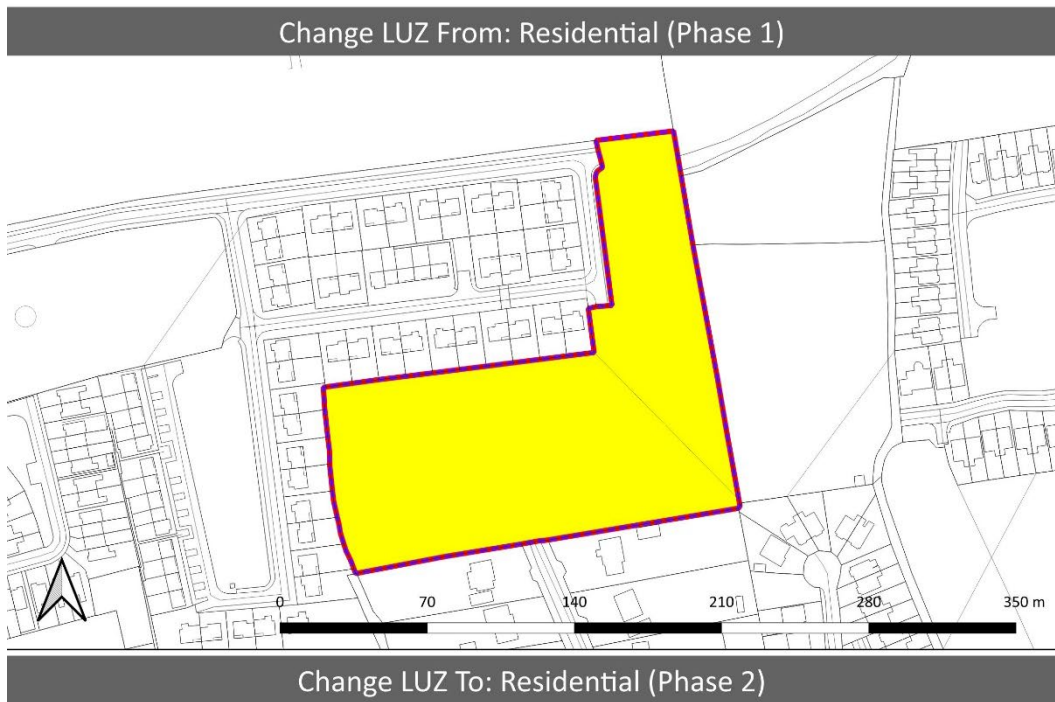 Change LUZ From: Residential (Phase 1)
0 70 140 210 280 350 m
Change LUZ To: Residential (Phase 2)